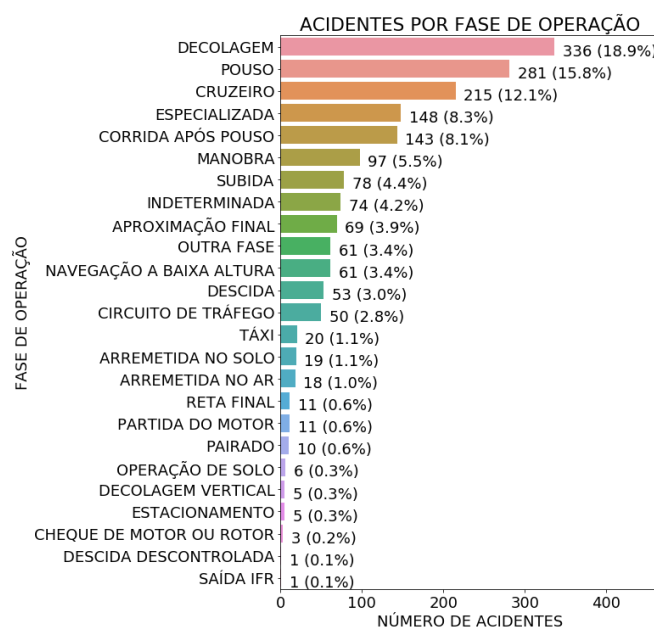 ACIDENTES POR FASE DE OPERAÇÃO
DECOLAGEM 336 (18.9%)
POUSO 281 (15.8%)
CRUZEIRO 215 (12.1%)
ESPECIALIZADA 148 (8.3%)
CORRIDA APÓS POUSO 143 (8.1%)
MANOBRA 97 (5.5%)
SUBIDA 78 (4.4%)
INDETERMINADA 74 (4.2%)
APROXIMAÇÃO FINAL 69 (3.9%)
OUTRA FASE 61 (3.4%)
NAVEGAÇÃO A BAIXA ALTURA 61 (3.4%)
DESCIDA 53 (3.0%)
CIRCUITO DE TRÁFEGO 50 (2.8%)
TÁXI 20 (1.1%)
ARREMETIDA NO SOLO 19 (1.1%)
ARREMETIDA NO AR 18 (1.0%)
RETA FINAL 11 (0.6%)
PARTIDA DO MOTOR 11 (0.6%)
PAIRADO 10 (0.6%)
OPERAÇÃO DE SOLO 6 (0.3%)
DECOLAGEM VERTICAL 5 (0.3%)
ESTACIONAMENTO 5 (0.3%)
CHEQUE DE MOTOR OU ROTOR 3 (0.2%)
DESCIDA DESCONTROLADA 1 (0.1%)
SAÍDA IFR 1 (0.1%)
FASE DE OPERAÇÃO
0 100 200 300 400
NÚMERO DE ACIDENTES